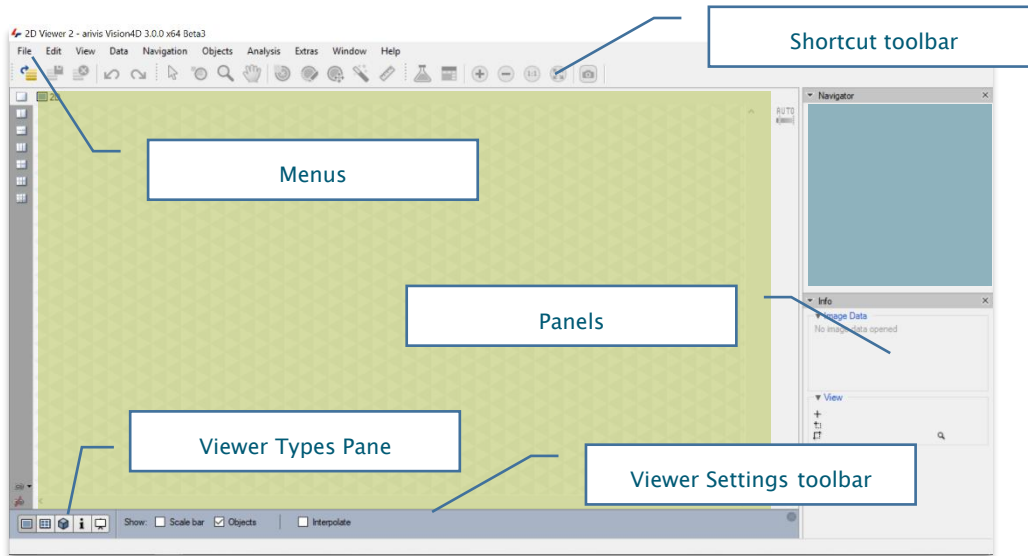 2D Viewer 2 - arivis Vision4D 3.0.0 x64 Beta3
Shortcut toolbar
File Edit View Data Navigation Objects Analysis Extras Window Help
1:1
2D
Navigator
AUTO
Menus
Info
Image Data
No image data opened
Panels
View
Viewer Types Pane
Viewer Settings toolbar
Show: Scale bar Objects Interpolate